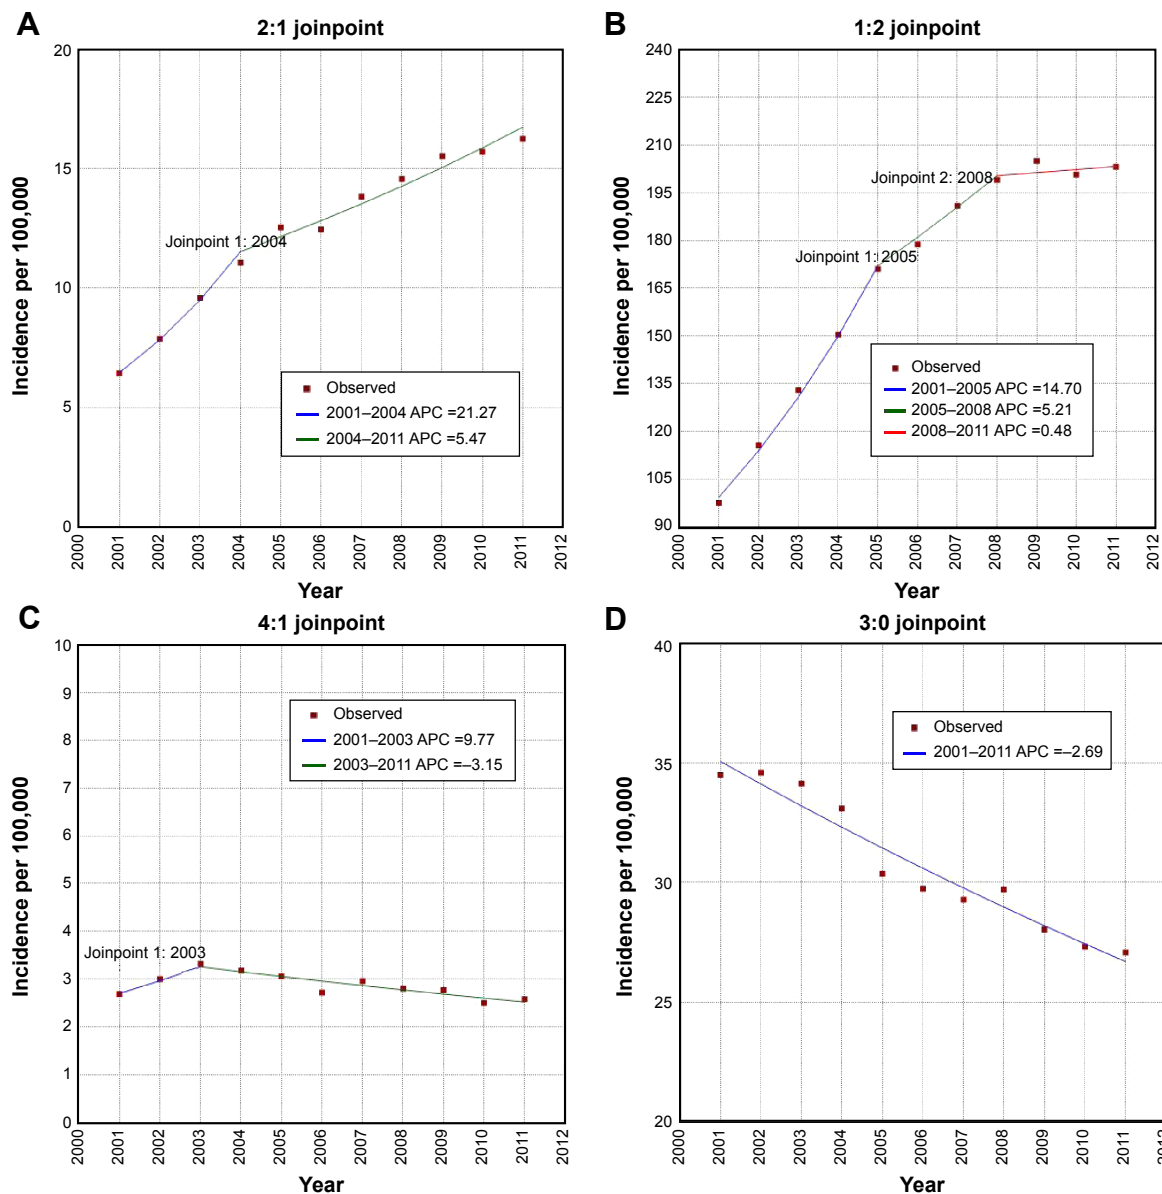 A
2:1 joinpoint
Incidence per 100,000
20
15
10
5
0
Joinpoint 1: 2004
Observed
2001–2004 APC =21.27
2004–2011 APC =5.47
2000 2001 2002 2003 2004 2005 2006 2007 2008 2009 2010 2011 2012
Year
B
1:2 joinpoint
Incidence per 100,000
240
225
210
195
180
165
150
135
120
105
90
Joinpoint 2: 2008
Joinpoint 1: 2005
Observed
2001–2005 APC =14.70
2005–2008 APC =5.21
2008–2011 APC =0.48
2000 2001 2002 2003 2004 2005 2006 2007 2008 2009 2010 2011 2012
Year
C
4:1 joinpoint
Incidence per 100,000
10
9
8
7
6
5
4
3
2
1
0
Observed
2001–2003 APC =9.77
2003–2011 APC =–3.15
Joinpoint 1: 2003
2000 2001 2002 2003 2004 2005 2006 2007 2008 2009 2010 2011 2012
Year
D
3:0 joinpoint
Incidence per 100,000
40
35
30
25
20
Observed
2001–2011 APC =–2.69
2000 2001 2002 2003 2004 2005 2006 2007 2008 2009 2010 2011 2012
Year